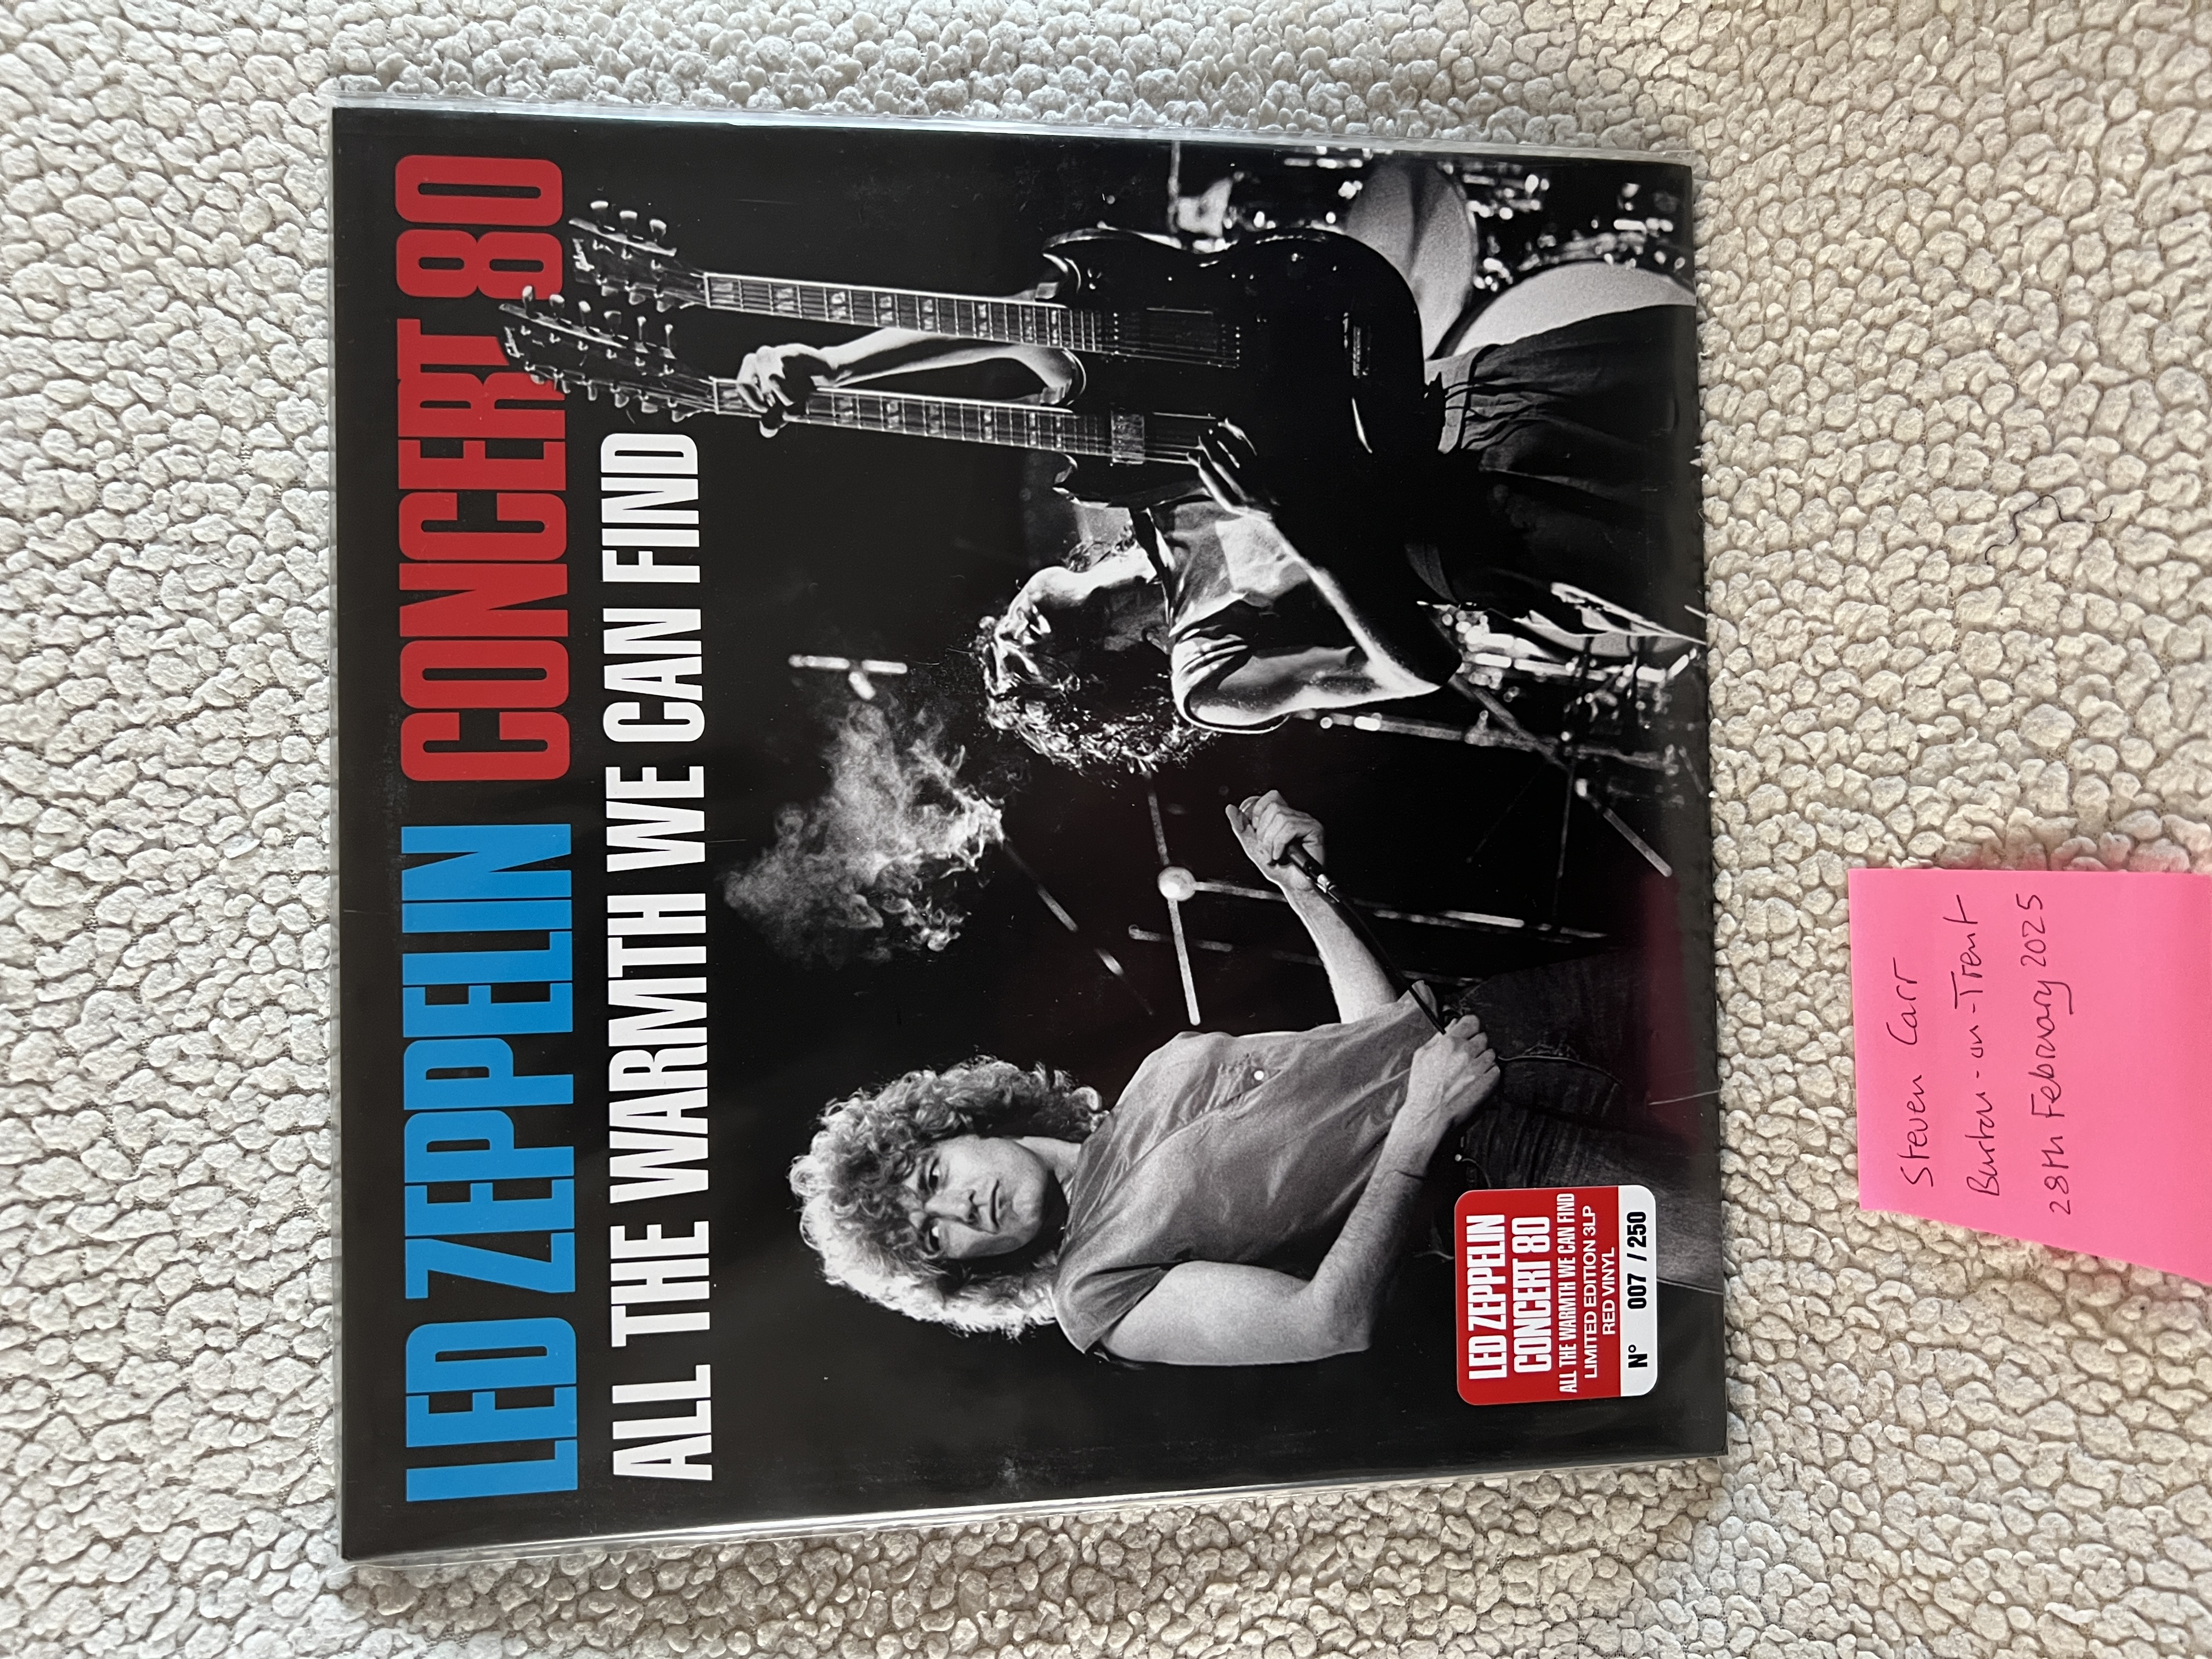 LED ZEPPELIN CONCERT 80
ALL THE WARMTH WE CAN FIND
LED ZEPPELIN
CONCERT 80
ALL THE WARMTH WE CAN FIND
LIMITED EDITION 3LP
RED VINYL
N° 007 / 250
Steven Carr
Burton-on-Trent
28th February 2025